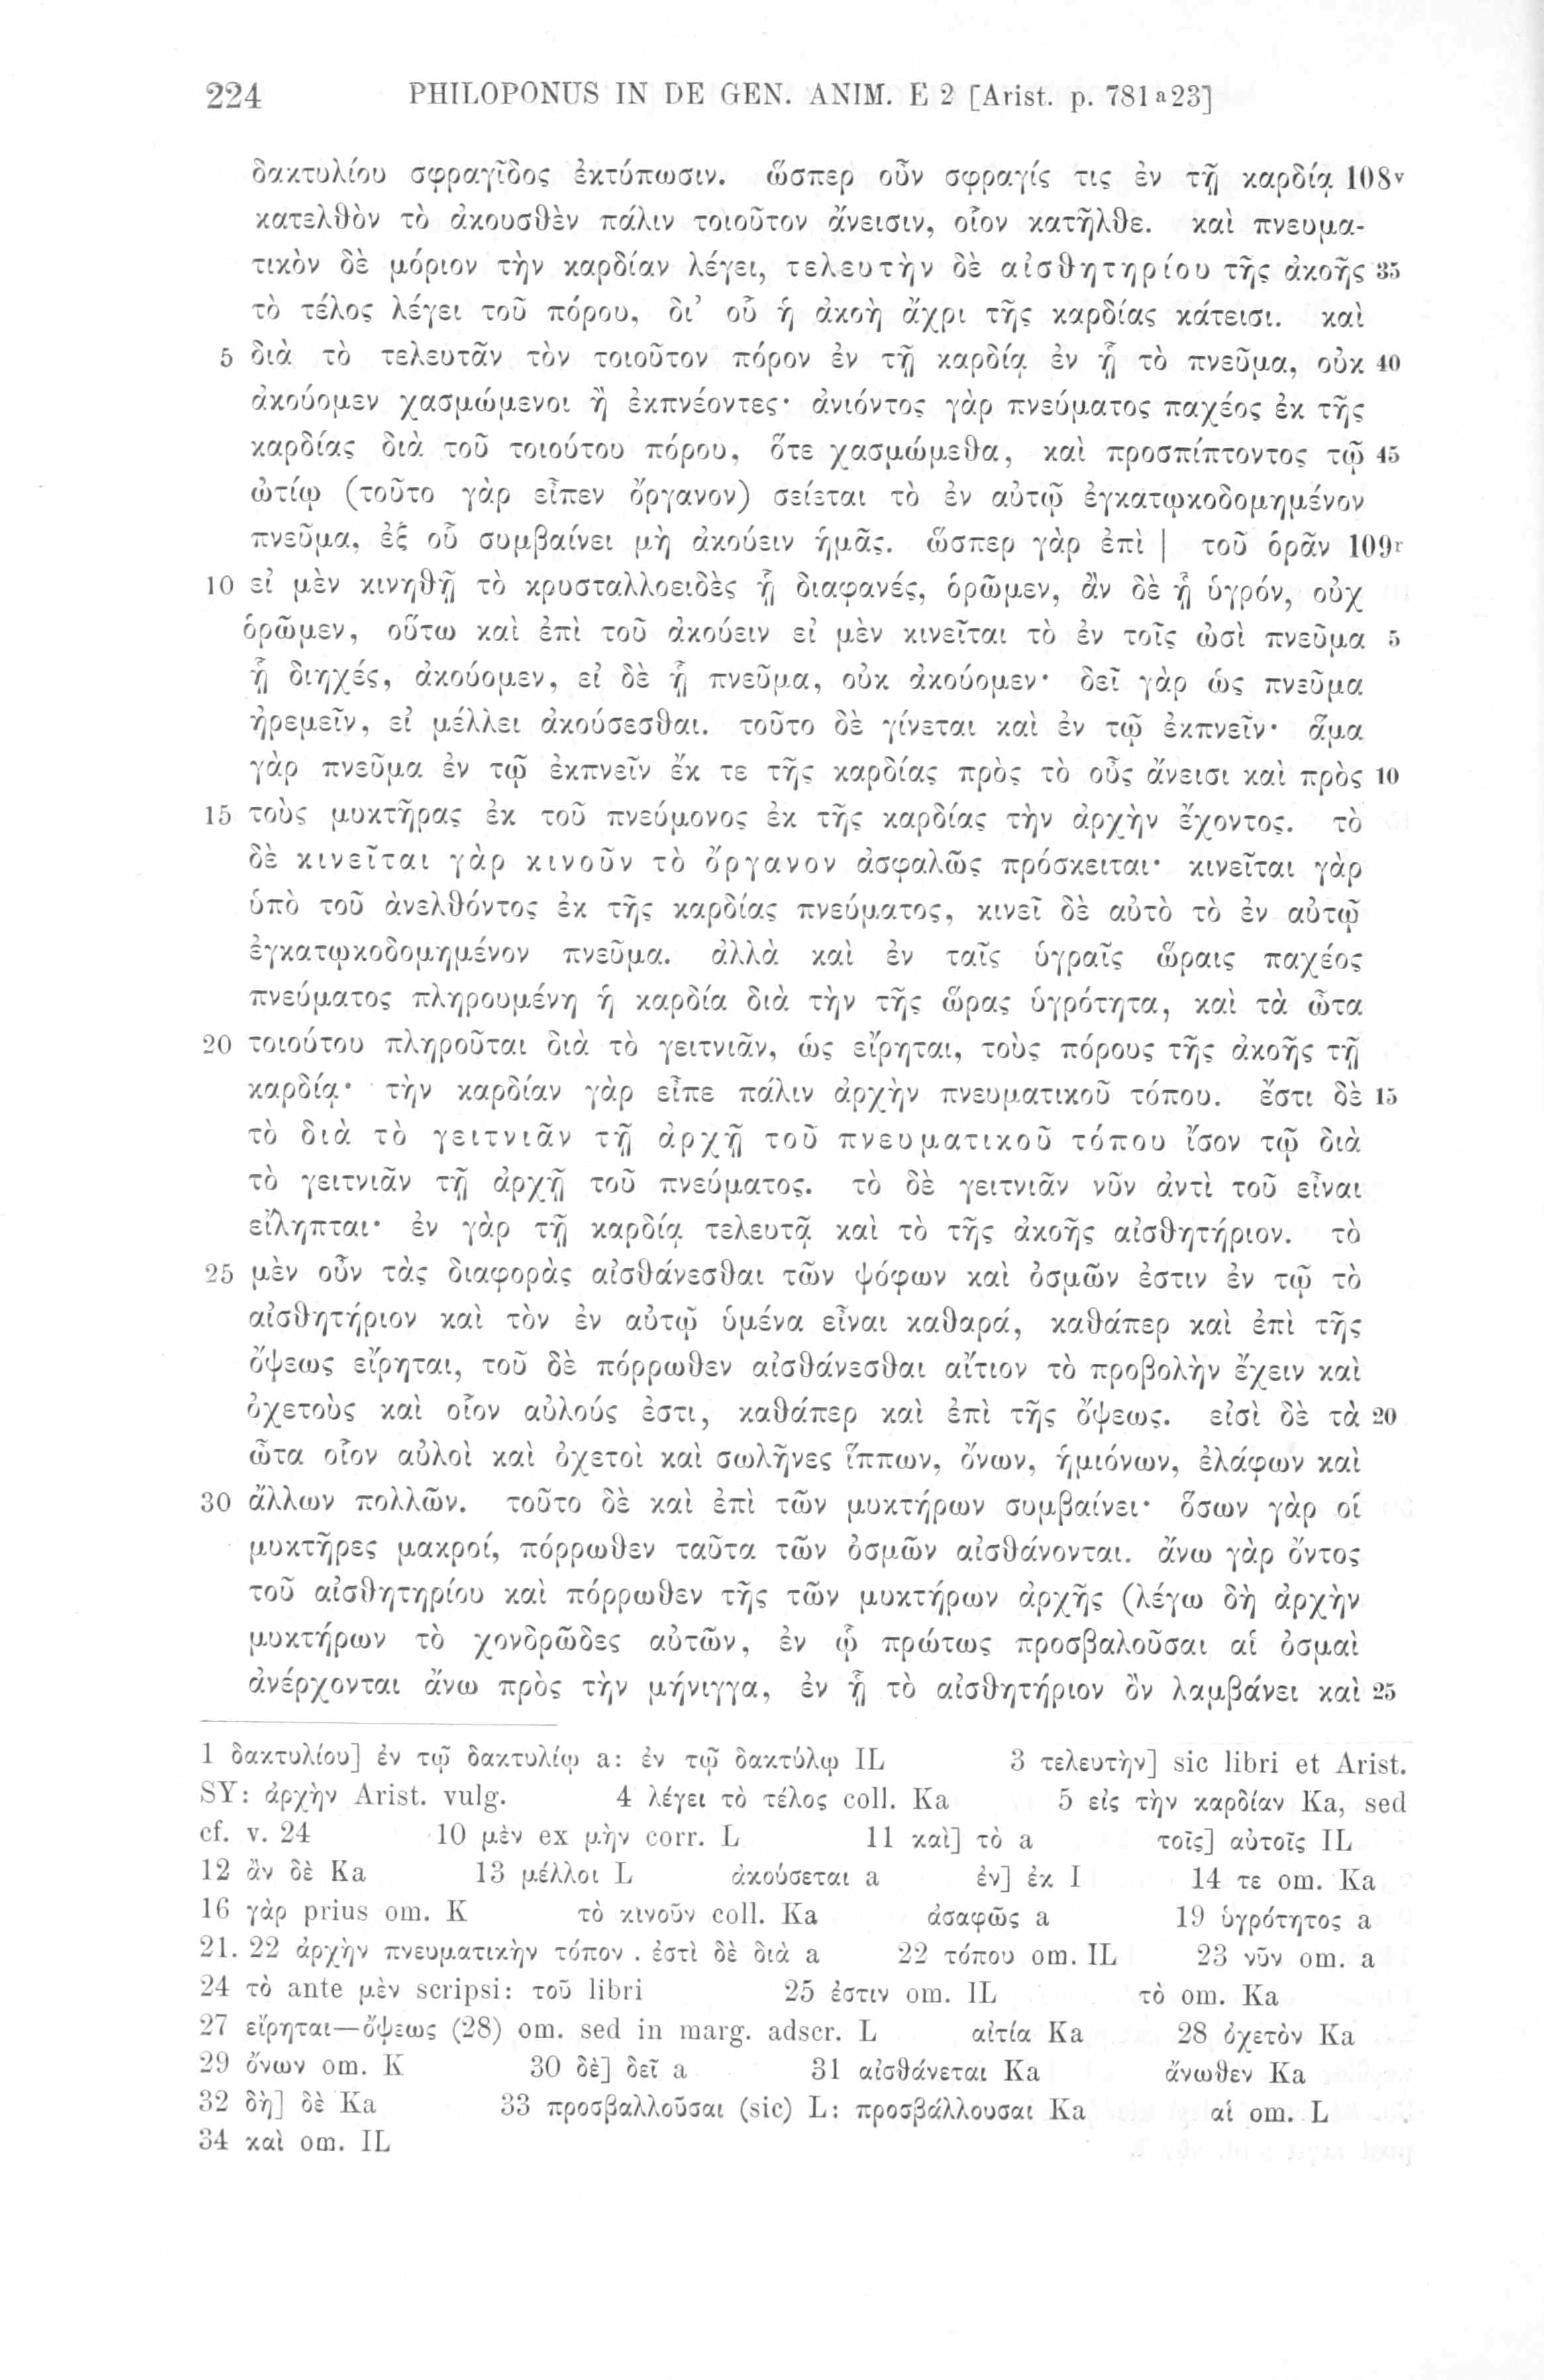 224 PHILOPONUS IN DE GEN. ANIM. E 2 [Arist. p. 781ᵃ23]
δακτυλίου σφραγῖδος ἐκτύπωσιν. ὥσπερ οὖν σφραγίς τις ἐν τῇ καρδίᾳ 108ᵛ
κατελθὸν τὸ ἀκουσθὲν πάλιν τοιοῦτον ἄνεισιν, οἷον κατῆλθε. καὶ πνευμα-
τικὸν δὲ μόριον τὴν καρδίαν λέγει, τελευτὴν δὲ αἰσθητηρίου τῆς ἀκοῆς 35
τὸ τέλος λέγει τοῦ πόρου, δι’ οὗ ἡ ἀκοὴ ἄχρι τῆς καρδίας κάτεισι. καὶ
5 διὰ τὸ τελευτᾶν τὸν τοιοῦτον πόρον ἐν τῇ καρδίᾳ ἐν ᾗ τὸ πνεῦμα, οὐκ 40
ἀκούομεν χασμώμενοι ἢ ἐκπνέοντες· ἀνιόντος γὰρ πνεύματος παχέος ἐκ τῆς
καρδίας διὰ τοῦ τοιούτου πόρου, ὅτε χασμώμεθα, καὶ προσπίπτοντος τῷ 45
ὠτίῳ (τοῦτο γὰρ εἶπεν ὄργανον) σείεται τὸ ἐν αὐτῷ ἐγκατῳκοδομημένον
πνεῦμα, ἐξ οὗ συμβαίνει μὴ ἀκούειν ἡμᾶς. ὥσπερ γὰρ ἐπὶ | τοῦ ὁρᾶν 109ʳ
10 εἰ μὲν κινηθῇ τὸ κρυσταλλοειδὲς ᾗ διαφανές, ὁρῶμεν, ἂν δὲ ᾗ ὑγρόν, οὐχ
ὁρῶμεν, οὕτω καὶ ἐπὶ τοῦ ἀκούειν εἰ μὲν κινεῖται τὸ ἐν τοῖς ὠσὶ πνεῦμα 5
ᾗ διηχές, ἀκούομεν, εἰ δὲ ᾗ πνεῦμα, οὐκ ἀκούομεν· δεῖ γὰρ ὡς πνεῦμα
ἠρεμεῖν, εἰ μέλλει ἀκούσεσθαι. τοῦτο δὲ γίνεται καὶ ἐν τῷ ἐκπνεῖν· ἅμα
γὰρ πνεῦμα ἐν τῷ ἐκπνεῖν ἔκ τε τῆς καρδίας πρὸς τὸ οὖς ἄνεισι καὶ πρὸς 10
15 τοὺς μυκτῆρας ἐκ τοῦ πνεύμονος ἐκ τῆς καρδίας τὴν ἀρχὴν ἔχοντος. τὸ
δὲ κινεῖται γὰρ κινοῦν τὸ ὄργανον ἀσφαλῶς πρόσκειται· κινεῖται γὰρ
ὑπὸ τοῦ ἀνελθόντος ἐκ τῆς καρδίας πνεύματος, κινεῖ δὲ αὐτὸ τὸ ἐν αὐτῷ
ἐγκατῳκοδομημένον πνεῦμα. ἀλλὰ καὶ ἐν ταῖς ὑγραῖς ὥραις παχέος
πνεύματος πληρουμένη ἡ καρδία διὰ τὴν τῆς ὥρας ὑγρότητα, καὶ τὰ ὦτα
20 τοιούτου πληροῦται διὰ τὸ γειτνιᾶν, ὡς εἴρηται, τοὺς πόρους τῆς ἀκοῆς τῇ
καρδίᾳ· τὴν καρδίαν γὰρ εἶπε πάλιν ἀρχὴν πνευματικοῦ τόπου. ἔστι δὲ 15
τὸ διὰ τὸ γειτνιᾶν τῇ ἀρχῇ τοῦ πνευματικοῦ τόπου ἴσον τῷ διὰ
τὸ γειτνιᾶν τῇ ἀρχῇ τοῦ πνεύματος. τὸ δὲ γειτνιᾶν νῦν ἀντὶ τοῦ εἶναι
εἴληπται· ἐν γὰρ τῇ καρδίᾳ τελευτᾷ καὶ τὸ τῆς ἀκοῆς αἰσθητήριον. τὸ
25 μὲν οὖν τὰς διαφορὰς αἰσθάνεσθαι τῶν ψόφων καὶ ὀσμῶν ἐστιν ἐν τῷ τὸ
αἰσθητήριον καὶ τὸν ἐν αὐτῷ ὑμένα εἶναι καθαρά, καθάπερ καὶ ἐπὶ τῆς
ὄψεως εἴρηται, τοῦ δὲ πόρρωθεν αἰσθάνεσθαι αἴτιον τὸ προβολὴν ἔχειν καὶ
ὀχετοὺς καὶ οἷον αὐλούς ἐστι, καθάπερ καὶ ἐπὶ τῆς ὄψεως. εἰσὶ δὲ τὰ 20
ὦτα οἷον αὐλοὶ καὶ ὀχετοὶ καὶ σωλῆνες ἵππων, ὄνων, ἡμιόνων, ἐλάφων καὶ
30 ἄλλων πολλῶν. τοῦτο δὲ καὶ ἐπὶ τῶν μυκτήρων συμβαίνει· ὅσων γὰρ οἱ
μυκτῆρες μακροί, πόρρωθεν ταῦτα τῶν ὀσμῶν αἰσθάνονται. ἄνω γὰρ ὄντος
τοῦ αἰσθητηρίου καὶ πόρρωθεν τῆς τῶν μυκτήρων ἀρχῆς (λέγω δὴ ἀρχὴν
μυκτήρων τὸ χονδρῶδες αὐτῶν, ἐν ᾧ πρώτως προσβαλοῦσαι αἱ ὀσμαὶ
ἀνέρχονται ἄνω πρὸς τὴν μήνιγγα, ἐν ᾗ τὸ αἰσθητήριον ὂν λαμβάνει καὶ 25
1 δακτυλίου] ἐν τῷ δακτυλίῳ a: ἐν τῷ δακτύλῳ IL 3 τελευτὴν] sic libri et Arist.
SY: ἀρχὴν Arist. vulg. 4 λέγει τὸ τέλος coll. Ka 5 εἰς τὴν καρδίαν Ka, sed
cf. v. 24 10 μὲν ex μὴν corr. L 11 καὶ] τὸ a τοῖς] αὐτοῖς IL
12 ἂν δὲ Ka 13 μέλλοι L ἀκούσεται a ἐν] ἐκ I 14 τε om. Ka
16 γὰρ prius om. K τὸ κινοῦν coll. Ka ἀσαφῶς a 19 ὑγρότητος a
21. 22 ἀρχὴν πνευματικὴν τόπον . ἐστὶ δὲ διὰ a 22 τόπου om. IL 23 νῦν om. a
24 τὸ ante μὲν scripsi: τοῦ libri 25 ἐστιν om. IL τὸ om. Ka
27 εἴρηται—ὄψεως (28) om. sed in marg. adscr. L αἰτία Ka 28 ὀχετὸν Ka
29 ὄνων om. K 30 δὲ] δεῖ a 31 αἰσθάνεται Ka ἄνωθεν Ka
32 δὴ] δὲ Ka 33 προσβαλλοῦσαι (sic) L: προσβάλλουσαι Ka αἱ om. L
34 καὶ om. IL